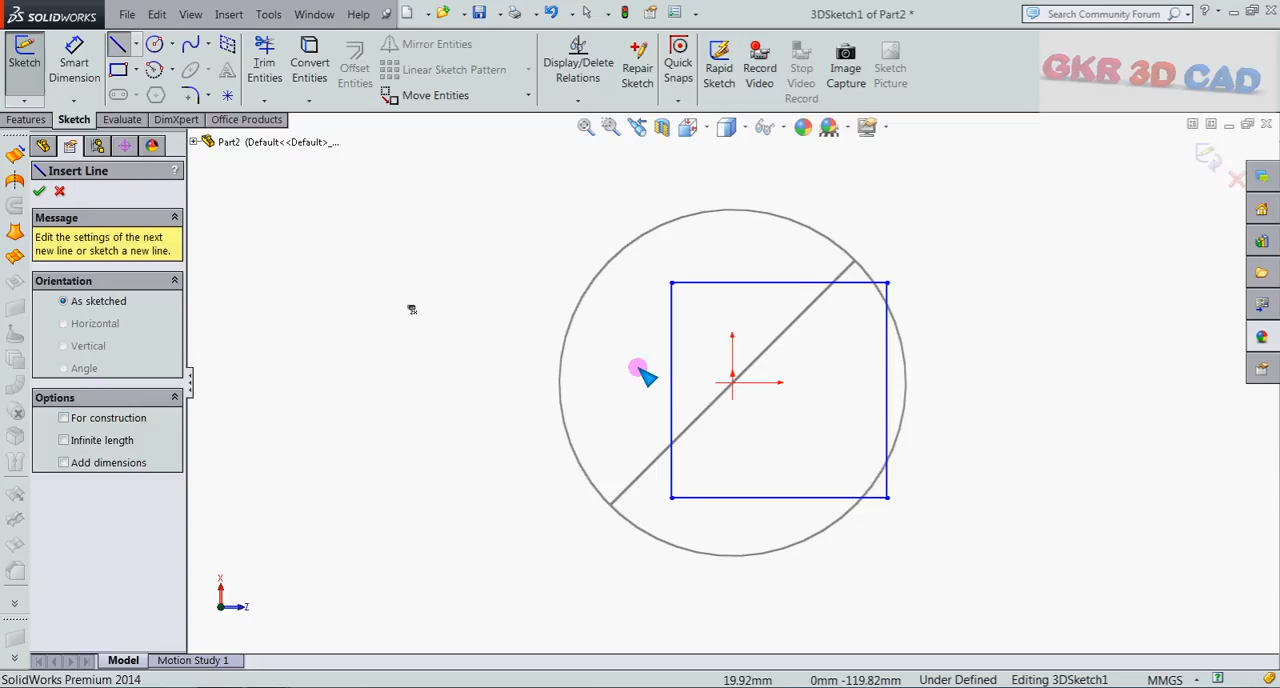 SOLIDWORKS File Edit View Insert Tools Window Help 3DSketch1 of Part2 * Search Community Forum
Sketch Smart Dimension Trim Entities Convert Entities Offset Entities Mirror Entities Linear Sketch Pattern Move Entities Display/Delete Relations Repair Sketch Quick Snaps Rapid Sketch Record Video Stop Video Record Image Capture Sketch Picture GKR 3D CAD
Features Sketch Evaluate DimXpert Office Products
Part2 (Default<<Default>_...
Insert Line ?
Message
Edit the settings of the next
new line or sketch a new line.
Orientation
As sketched
Horizontal
Vertical
Angle
Options
For construction
Infinite length
Add dimensions
X
Z
Model Motion Study 1
SolidWorks Premium 2014 19.92mm 0mm -119.82mm Under Defined Editing 3DSketch1 MMGS